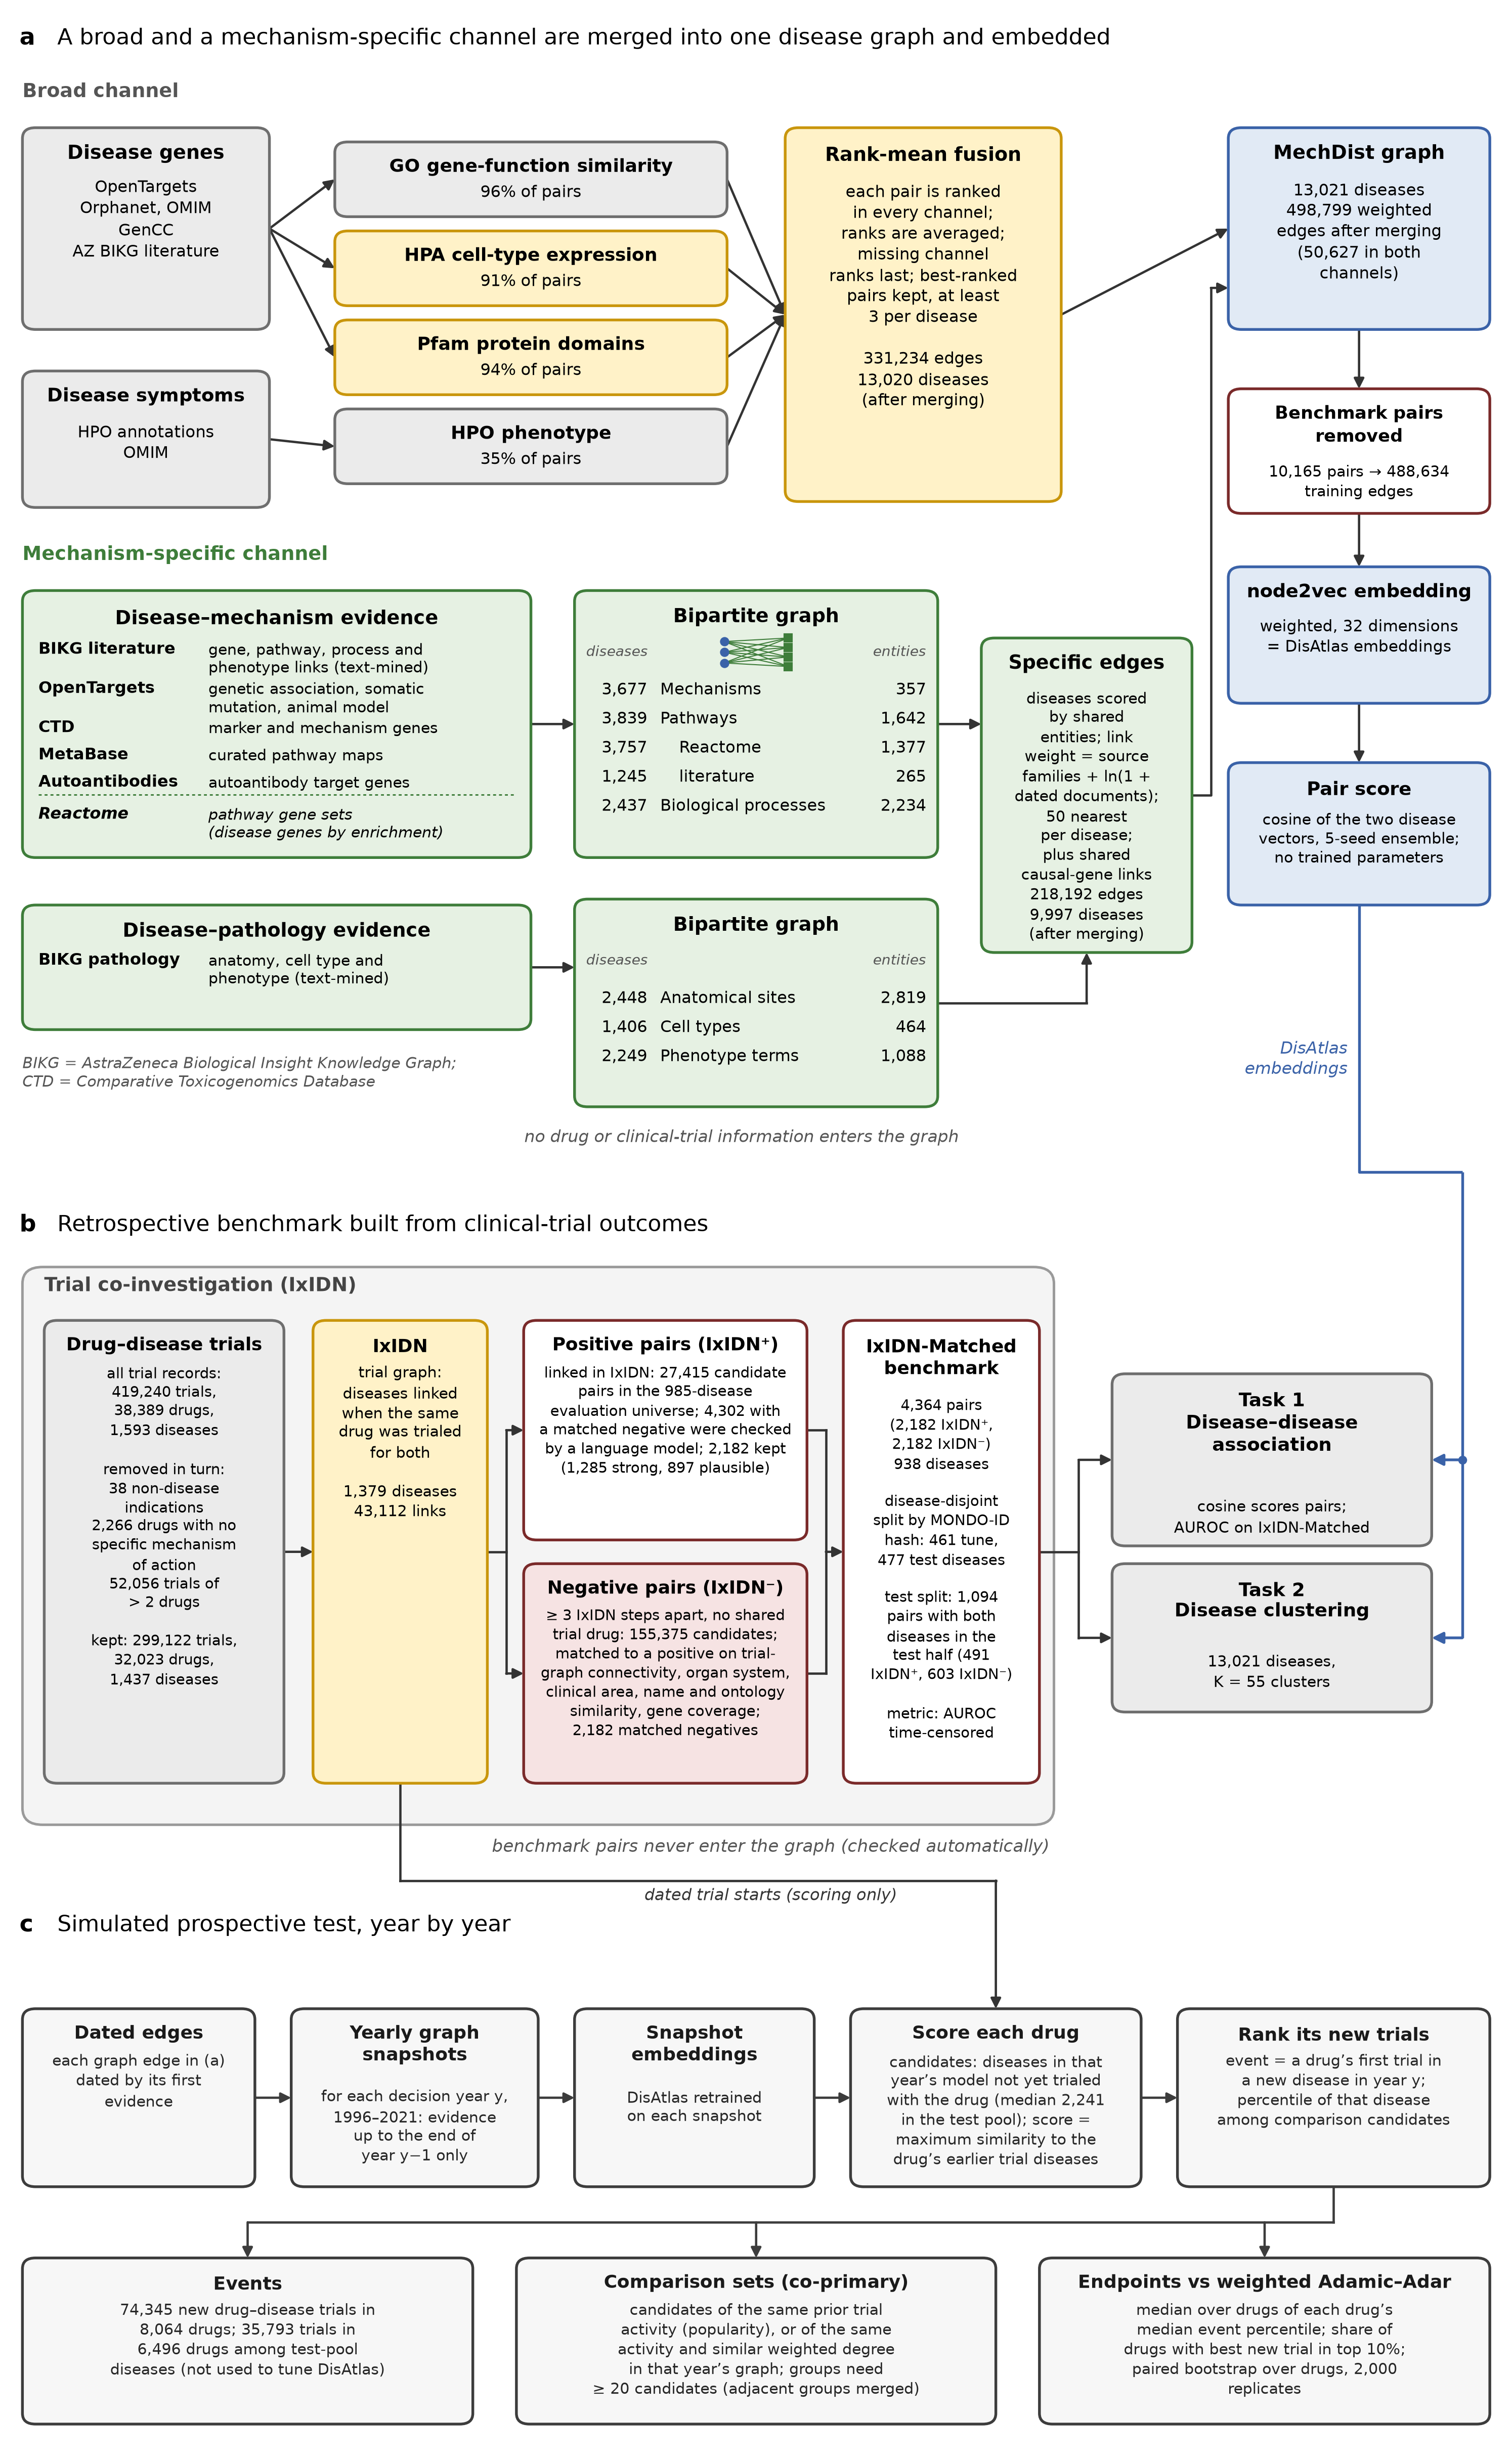 a A broad and a mechanism-specific channel are merged into one disease graph and embedded
Broad channel
Disease genes
OpenTargets
Orphanet, OMIM
GenCC
AZ BIKG literature
Disease symptoms
HPO annotations
OMIM
GO gene-function similarity
96% of pairs
HPA cell-type expression
91% of pairs
Pfam protein domains
94% of pairs
HPO phenotype
35% of pairs
Rank-mean fusion
each pair is ranked
in every channel;
ranks are averaged;
missing channel
ranks last; best-ranked
pairs kept, at least
3 per disease
331,234 edges
13,020 diseases
(after merging)
MechDist graph
13,021 diseases
498,799 weighted
edges after merging
(50,627 in both
channels)
Benchmark pairs
removed
10,165 pairs → 488,634
training edges
node2vec embedding
weighted, 32 dimensions
= DisAtlas embeddings
Pair score
cosine of the two disease
vectors, 5-seed ensemble;
no trained parameters
DisAtlas
embeddings
Mechanism-specific channel
Disease–mechanism evidence
BIKG literature gene, pathway, process and
phenotype links (text-mined)
OpenTargets genetic association, somatic
mutation, animal model
CTD marker and mechanism genes
MetaBase curated pathway maps
Autoantibodies autoantibody target genes
Reactome pathway gene sets
(disease genes by enrichment)
Bipartite graph
diseases entities
3,677 Mechanisms 357
3,839 Pathways 1,642
3,757 Reactome 1,377
1,245 literature 265
2,437 Biological processes 2,234
Specific edges
diseases scored
by shared
entities; link
weight = source
families + ln(1 +
dated documents);
50 nearest
per disease;
plus shared
causal-gene links
218,192 edges
9,997 diseases
(after merging)
Disease–pathology evidence
BIKG pathology anatomy, cell type and
phenotype (text-mined)
Bipartite graph
diseases entities
2,448 Anatomical sites 2,819
1,406 Cell types 464
2,249 Phenotype terms 1,088
BIKG = AstraZeneca Biological Insight Knowledge Graph;
CTD = Comparative Toxicogenomics Database
no drug or clinical-trial information enters the graph
b Retrospective benchmark built from clinical-trial outcomes
Trial co-investigation (IxIDN)
Drug–disease trials
all trial records:
419,240 trials,
38,389 drugs,
1,593 diseases
removed in turn:
38 non-disease
indications
2,266 drugs with no
specific mechanism
of action
52,056 trials of
> 2 drugs
kept: 299,122 trials,
32,023 drugs,
1,437 diseases
IxIDN
trial graph:
diseases linked
when the same
drug was trialed
for both
1,379 diseases
43,112 links
Positive pairs (IxIDN⁺)
linked in IxIDN: 27,415 candidate
pairs in the 985-disease
evaluation universe; 4,302 with
a matched negative were checked
by a language model; 2,182 kept
(1,285 strong, 897 plausible)
Negative pairs (IxIDN⁻)
≥ 3 IxIDN steps apart, no shared
trial drug: 155,375 candidates;
matched to a positive on trial-
graph connectivity, organ system,
clinical area, name and ontology
similarity, gene coverage;
2,182 matched negatives
IxIDN-Matched
benchmark
4,364 pairs
(2,182 IxIDN⁺,
2,182 IxIDN⁻)
938 diseases
disease-disjoint
split by MONDO-ID
hash: 461 tune,
477 test diseases
test split: 1,094
pairs with both
diseases in the
test half (491
IxIDN⁺, 603 IxIDN⁻)
metric: AUROC
time-censored
Task 1
Disease–disease
association
cosine scores pairs;
AUROC on IxIDN-Matched
Task 2
Disease clustering
13,021 diseases,
K = 55 clusters
benchmark pairs never enter the graph (checked automatically)
dated trial starts (scoring only)
c Simulated prospective test, year by year
Dated edges
each graph edge in (a)
dated by its first
evidence
Yearly graph
snapshots
for each decision year y,
1996–2021: evidence
up to the end of
year y−1 only
Snapshot
embeddings
DisAtlas retrained
on each snapshot
Score each drug
candidates: diseases in that
year’s model not yet trialed
with the drug (median 2,241
in the test pool); score =
maximum similarity to the
drug’s earlier trial diseases
Rank its new trials
event = a drug’s first trial in
a new disease in year y;
percentile of that disease
among comparison candidates
Events
74,345 new drug–disease trials in
8,064 drugs; 35,793 trials in
6,496 drugs among test-pool
diseases (not used to tune DisAtlas)
Comparison sets (co-primary)
candidates of the same prior trial
activity (popularity), or of the same
activity and similar weighted degree
in that year’s graph; groups need
≥ 20 candidates (adjacent groups merged)
Endpoints vs weighted Adamic–Adar
median over drugs of each drug’s
median event percentile; share of
drugs with best new trial in top 10%;
paired bootstrap over drugs, 2,000
replicates